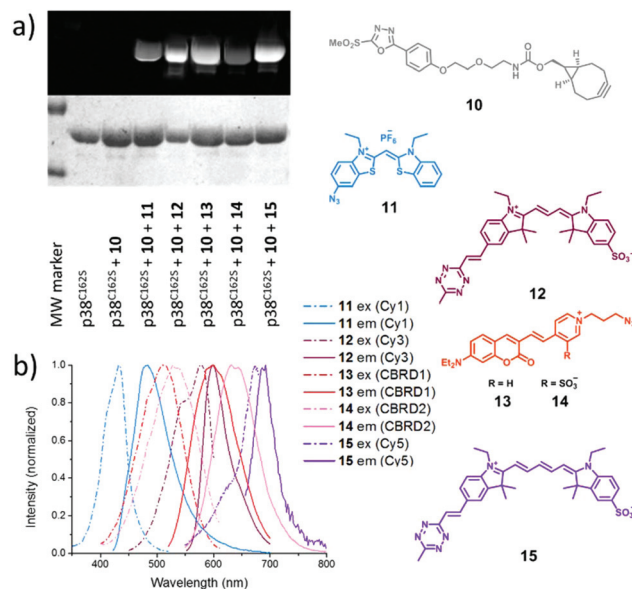 a)
MeSO2
N-N
O
O
O
N
H
O
O
H
H
10
PF6−
N+
N
S
S
N3
11
MW marker
p38C162S
p38C162S + 10
p38C162S + 10 + 11
p38C162S + 10 + 12
p38C162S + 10 + 13
p38C162S + 10 + 14
p38C162S + 10 + 15
N+
N
SO3−
N
N
N
N
12
11 ex (Cy1)
11 em (Cy1)
12 ex (Cy3)
12 em (Cy3)
13 ex (CBRD1)
13 em (CBRD1)
14 ex (CBRD2)
14 em (CBRD2)
15 ex (Cy5)
15 em (Cy5)
Et2N
O
O
R
N+
R = H
R = SO3−
13
14
b)
Intensity (normalized)
1.0
0.8
0.6
0.4
0.2
0.0
400
500
600
700
800
Wavelength (nm)
N+
N
N
N
N
N
15